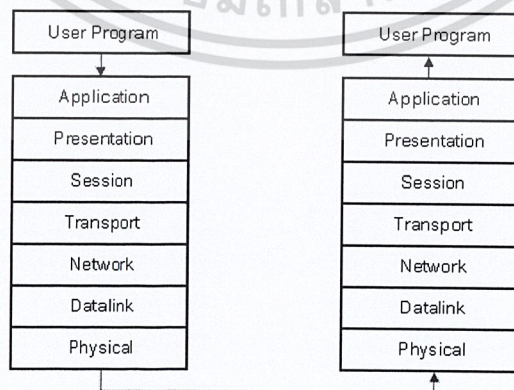 User Program
Application
Presentation
Session
Transport
Network
Datalink
Physical
User Program
Application
Presentation
Session
Transport
Network
Datalink
Physical